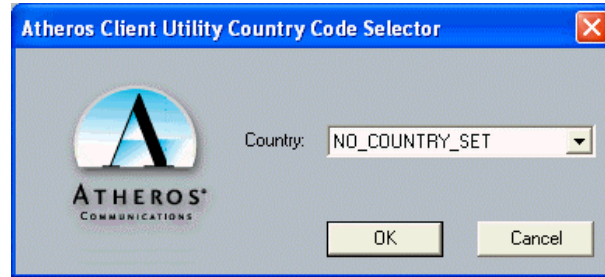 Atheros Client Utility Country Code Selector
Country: NO_COUNTRY_SET
ATHEROS®
COMMUNICATIONS
OK Cancel